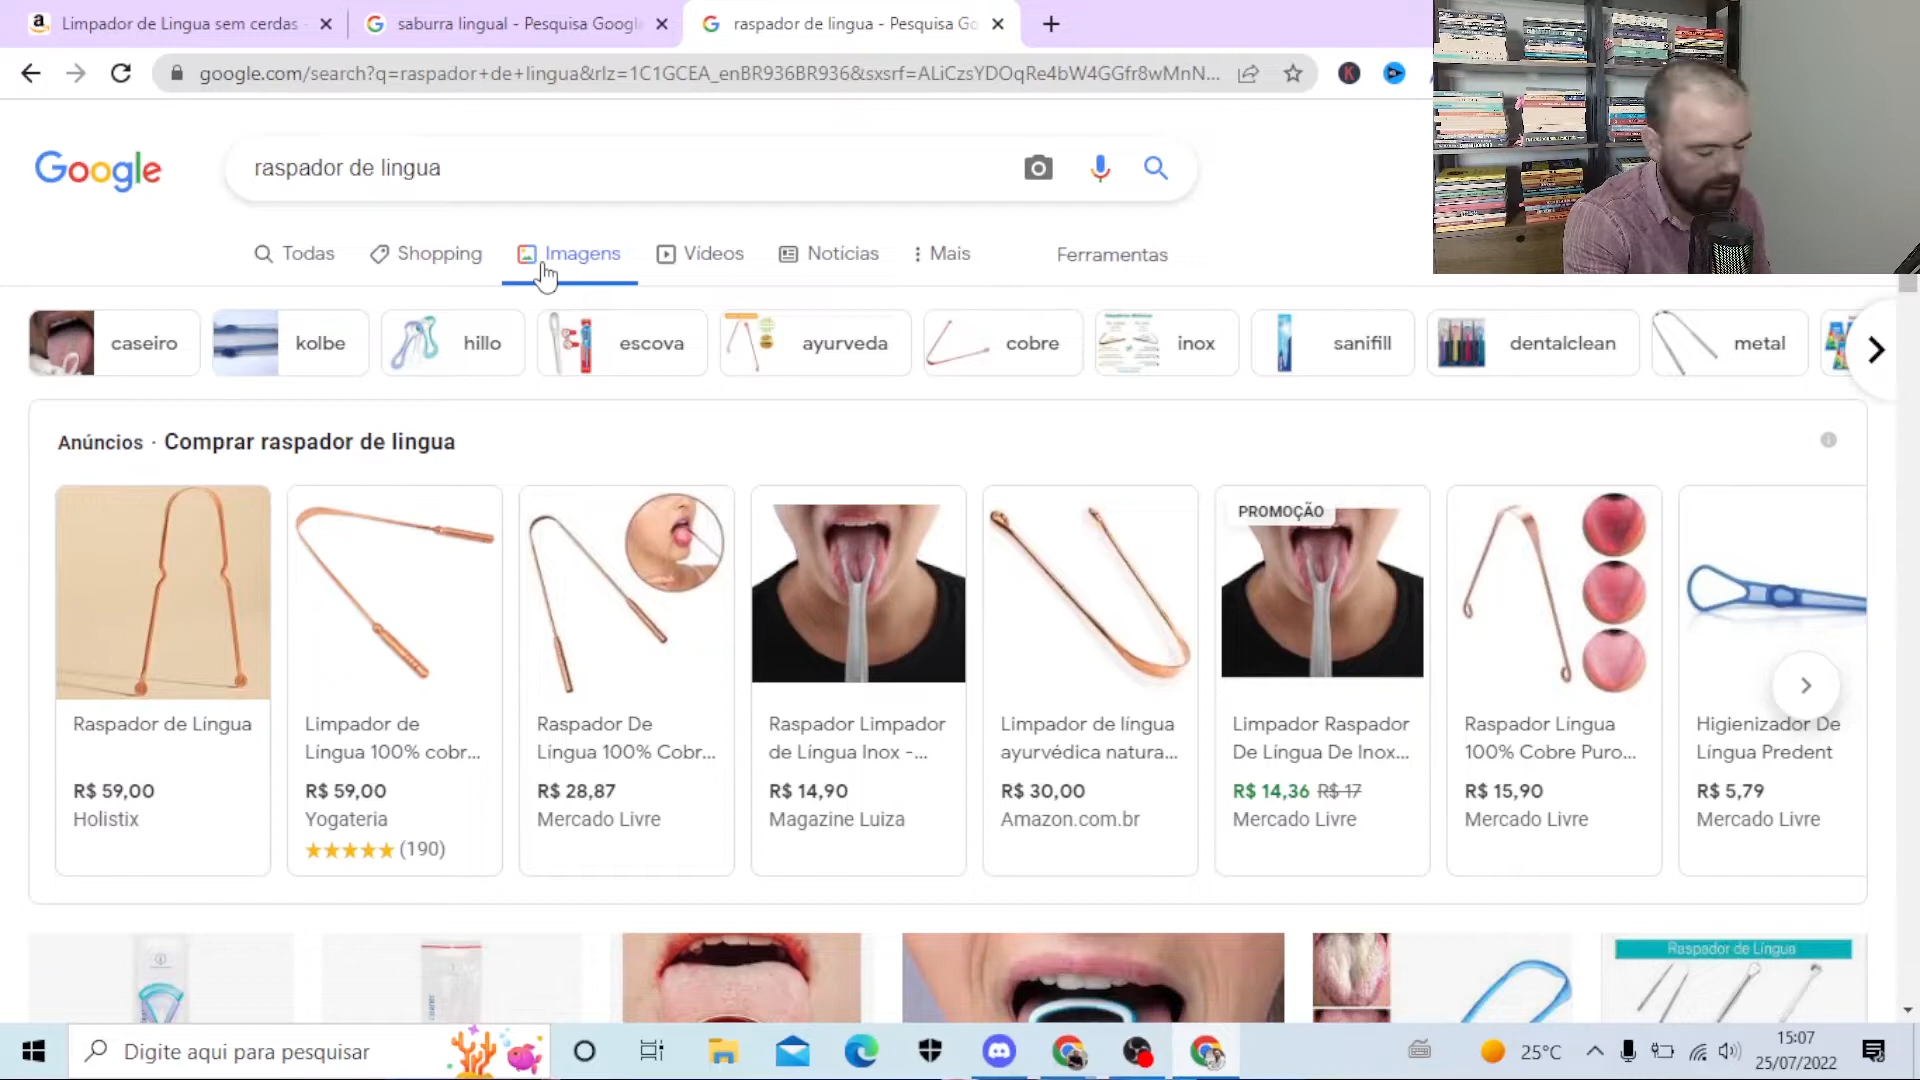 Limpador de Lingua sem cerdas
saburra lingual - Pesquisa Google
raspador de lingua - Pesquisa Go
google.com/search?q=raspador+de+lingua&rlz=1C1GCEA_enBR936BR936&sxsrf=ALiCzsYDOqRe4bW4GGfr8wMnN...
K
Google
raspador de lingua
Todas
Shopping
Imagens
Vídeos
Notícias
Mais
Ferramentas
caseiro
kolbe
hillo
escova
ayurveda
cobre
inox
sanifill
dentalclean
metal
Anúncios · Comprar raspador de lingua
Raspador de Língua
R$ 59,00
Holistix
Limpador de
Língua 100% cobr...
R$ 59,00
Yogateria
(190)
Raspador De
Língua 100% Cobr...
R$ 28,87
Mercado Livre
Raspador Limpador
de Língua Inox -...
R$ 14,90
Magazine Luiza
Limpador de língua
ayurvédica natura...
R$ 30,00
Amazon.com.br
PROMOÇÃO
Limpador Raspador
De Língua De Inox...
R$ 14,36 R$ 17
Mercado Livre
Raspador Língua
100% Cobre Puro...
R$ 15,90
Mercado Livre
Higienizador De
Língua Predent
R$ 5,79
Mercado Livre
Raspador de Língua
Digite aqui para pesquisar
25°C
15:07
25/07/2022